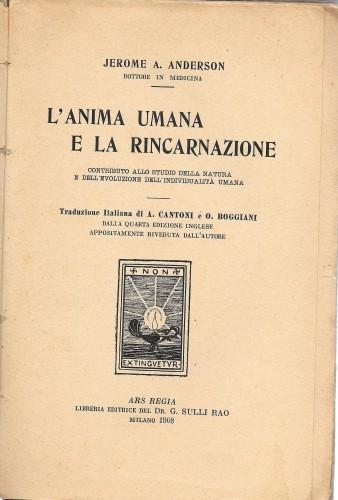 JEROME A. ANDERSON
DOTTORE IN MEDICINA
L'ANIMA UMANA
E LA RINCARNAZIONE
CONTRIBUTO ALLO STUDIO DELLA NATURA
E DELL'EVOLUZIONE DELL'INDIVIDUALITÀ UMANA
Traduzione Italiana di A. CANTONI e O. BOGGIANI
DALLA QUARTA EDIZIONE INGLESE
APPOSITAMENTE RIVEDUTA DALL'AUTORE
NON
EXTINGVETVR
ARS REGIA
LIBRERIA EDITRICE DEL DR. G. SULLI RAO
MILANO 1908